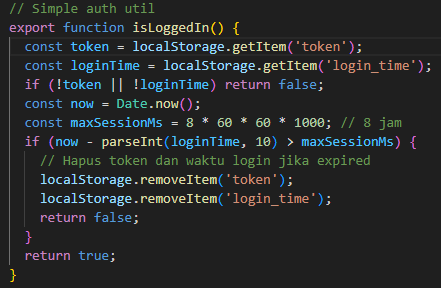 // Simple auth util
export function isLoggedIn() {
  const token = localStorage.getItem('token');
  const loginTime = localStorage.getItem('login_time');
  if (!token || !loginTime) return false;
  const now = Date.now();
  const maxSessionMs = 8 * 60 * 60 * 1000; // 8 jam
  if (now - parseInt(loginTime, 10) > maxSessionMs) {
    // Hapus token dan waktu login jika expired
    localStorage.removeItem('token');
    localStorage.removeItem('login_time');
    return false;
  }
  return true;
}